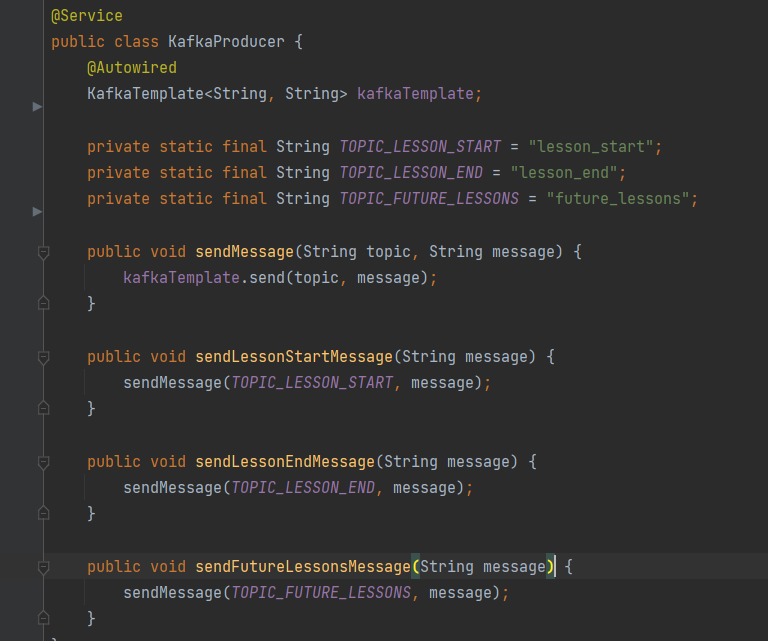 @Service
public class KafkaProducer {
@Autowired
KafkaTemplate<String, String> kafkaTemplate;
private static final String TOPIC_LESSON_START = "lesson_start";
private static final String TOPIC_LESSON_END = "lesson_end";
private static final String TOPIC_FUTURE_LESSONS = "future_lessons";
public void sendMessage(String topic, String message) {
kafkaTemplate.send(topic, message);
}
public void sendLessonStartMessage(String message) {
sendMessage(TOPIC_LESSON_START, message);
}
public void sendLessonEndMessage(String message) {
sendMessage(TOPIC_LESSON_END, message);
}
public void sendFutureLessonsMessage(String message) {
sendMessage(TOPIC_FUTURE_LESSONS, message);
}